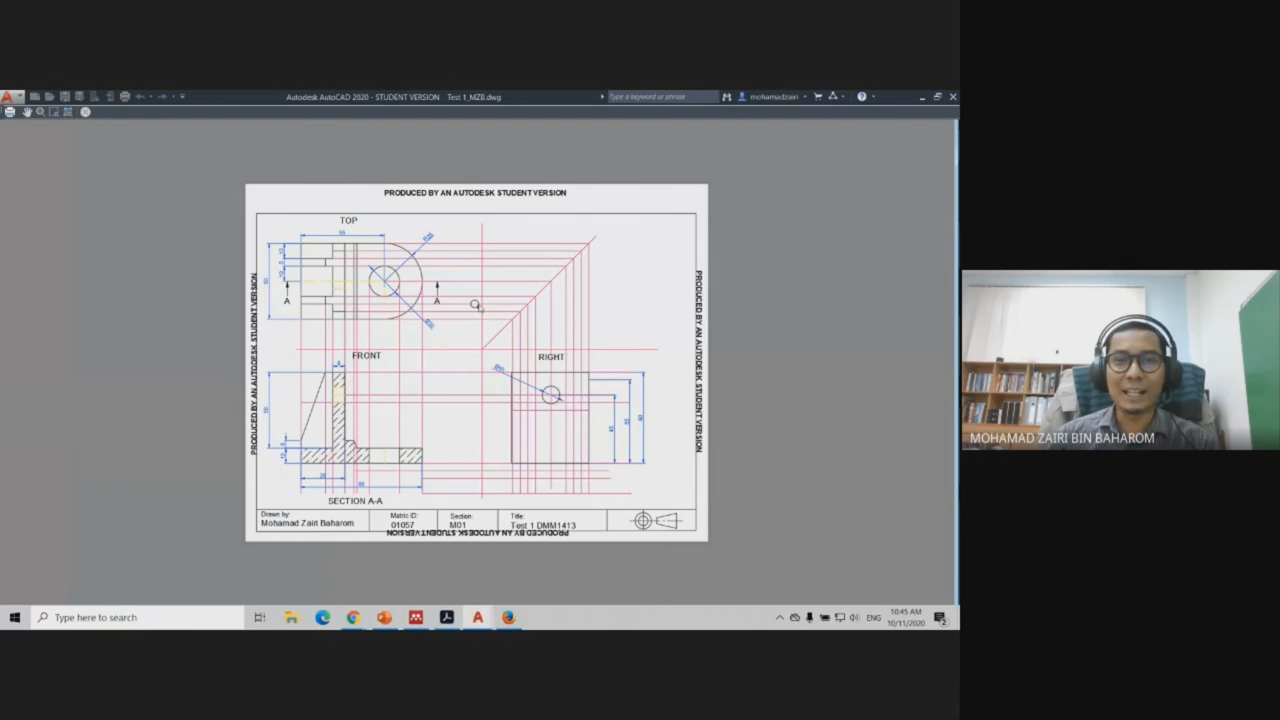 Autodesk AutoCAD 2020 - STUDENT VERSION Test 1_MZB.dwg
Type a keyword or phrase
mohamadzairi
PRODUCED BY AN AUTODESK STUDENT VERSION
TOP
A
A
FRONT
RIGHT
SECTION A-A
PRODUCED BY AN AUTODESK STUDENT VERSION
PRODUCED BY AN AUTODESK STUDENT VERSION
Drawn by:
Mohamad Zairi Baharom
Matric ID:
01057
Section:
M01
Title:
Test 1 DMM1413
PRODUCED BY AN AUTODESK STUDENT VERSION
MOHAMAD ZAIRI BIN BAHAROM
Type here to search
ENG
10:45 AM
10/11/2020